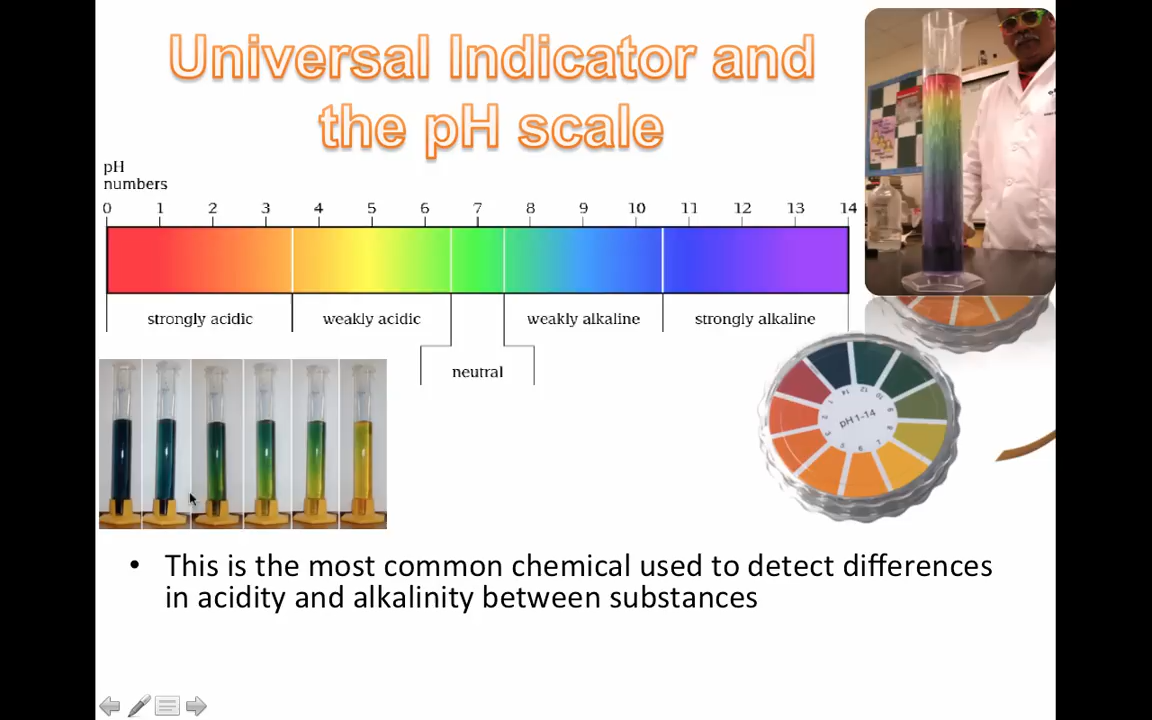 Universal Indicator and
the pH scale
pH
numbers
0 1 2 3 4 5 6 7 8 9 10 11 12 13 14
strongly acidic weakly acidic weakly alkaline strongly alkaline
neutral
pH 1-14
• This is the most common chemical used to detect differences
in acidity and alkalinity between substances